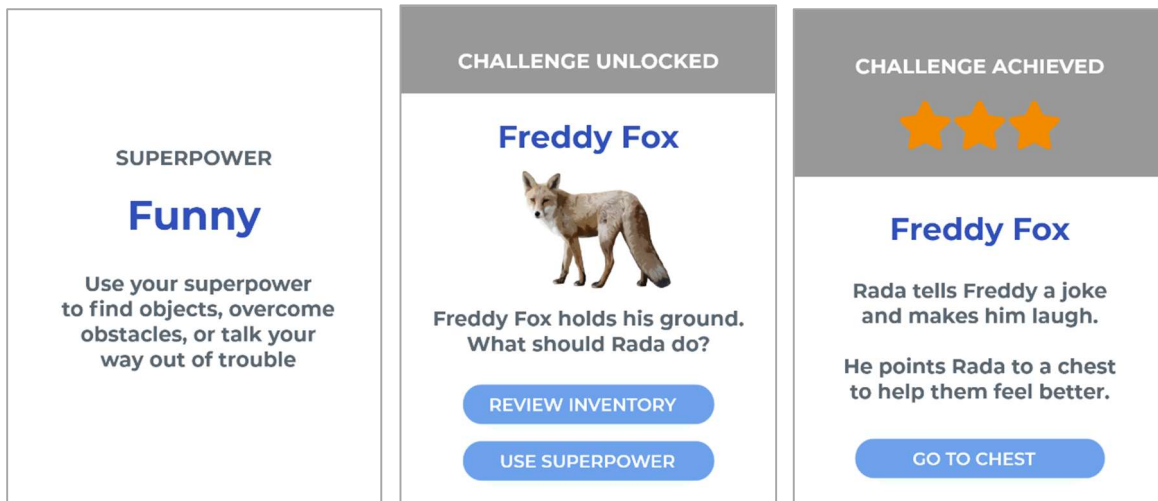 SUPERPOWER
Funny
Use your superpower
to find objects, overcome
obstacles, or talk your
way out of trouble
CHALLENGE UNLOCKED
Freddy Fox
Freddy Fox holds his ground.
What should Rada do?
REVIEW INVENTORY
USE SUPERPOWER
CHALLENGE ACHIEVED
Freddy Fox
Rada tells Freddy a joke
and makes him laugh.
He points Rada to a chest
to help them feel better.
GO TO CHEST